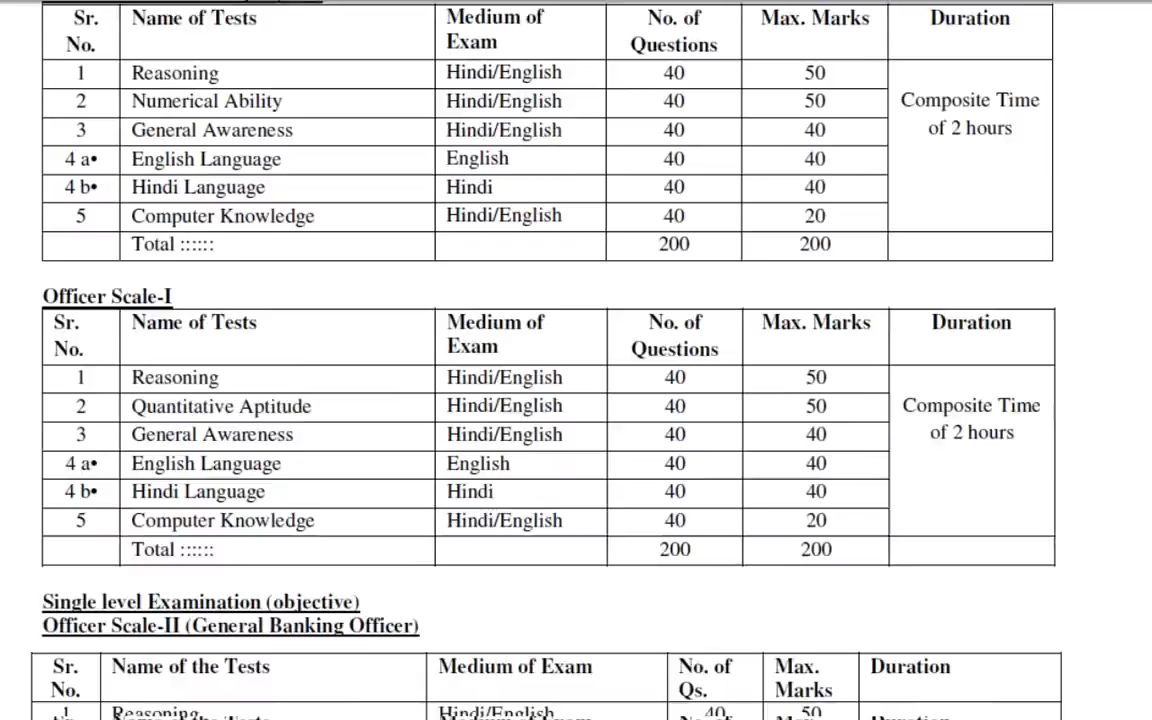 Sr. No. Name of Tests Medium of Exam No. of Questions Max. Marks Duration
1 Reasoning Hindi/English 40 50 Composite Time of 2 hours
2 Numerical Ability Hindi/English 40 50
3 General Awareness Hindi/English 40 40
4 a• English Language English 40 40
4 b• Hindi Language Hindi 40 40
5 Computer Knowledge Hindi/English 40 20
Total :::::: 200 200
Officer Scale-I
Sr. No. Name of Tests Medium of Exam No. of Questions Max. Marks Duration
1 Reasoning Hindi/English 40 50 Composite Time of 2 hours
2 Quantitative Aptitude Hindi/English 40 50
3 General Awareness Hindi/English 40 40
4 a• English Language English 40 40
4 b• Hindi Language Hindi 40 40
5 Computer Knowledge Hindi/English 40 20
Total :::::: 200 200
Single level Examination (objective)
Officer Scale-II (General Banking Officer)
Sr. No. Name of the Tests Medium of Exam No. of Qs. Max. Marks Duration
1 Reasoning Hindi/English 40 50